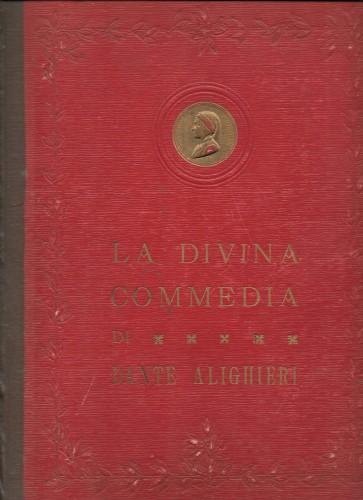 LA DIVINA
COMMEDIA
DI
DANTE ALIGHIERI